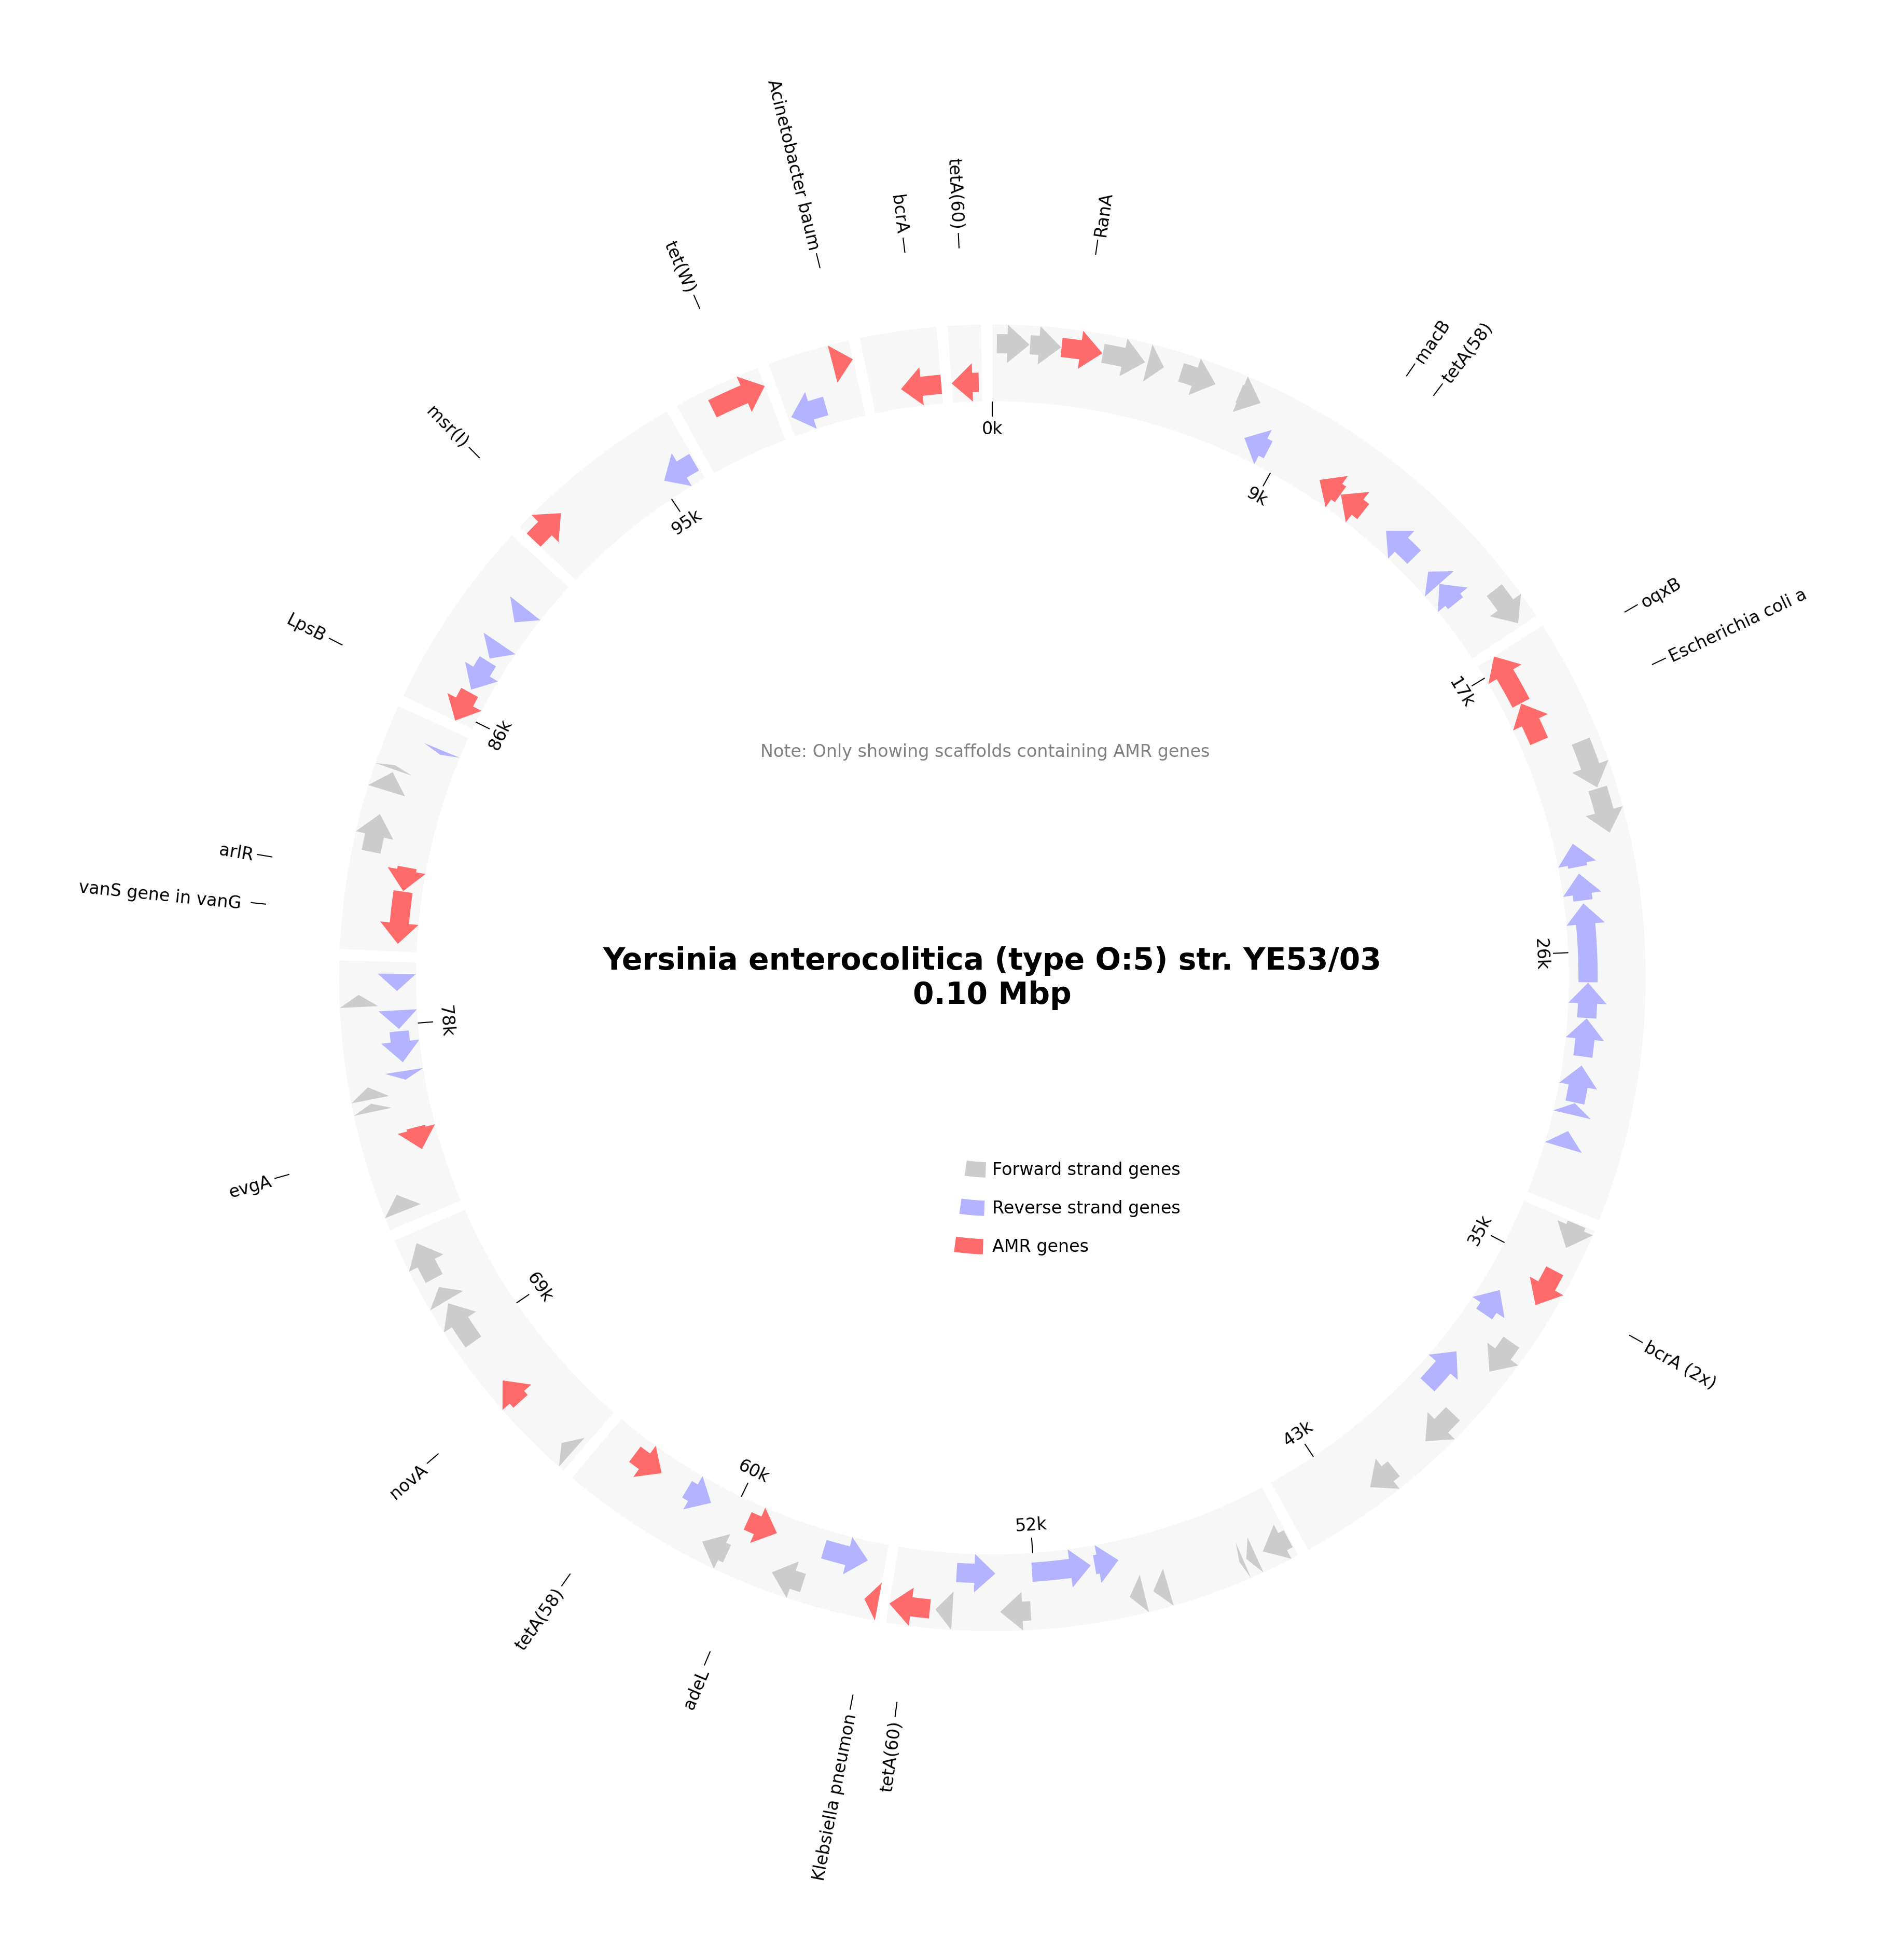 Acinetobacter baum
tetA(60)
bcrA
RanA
tet(W)
macB
tetA(58)
msr(I)
0k
9k
95k
oqxB
Escherichia coli a
LpsB
17k
86k
Note: Only showing scaffolds containing AMR genes
arlR
vanS gene in vanG
26k
Yersinia enterocolitica (type O:5) str. YE53/03
0.10 Mbp
78k
evgA
Forward strand genes
Reverse strand genes
AMR genes
35k
69k
bcrA (2x)
43k
novA
60k
52k
tetA(58)
adeL
Klebsiella pneumon
tetA(60)